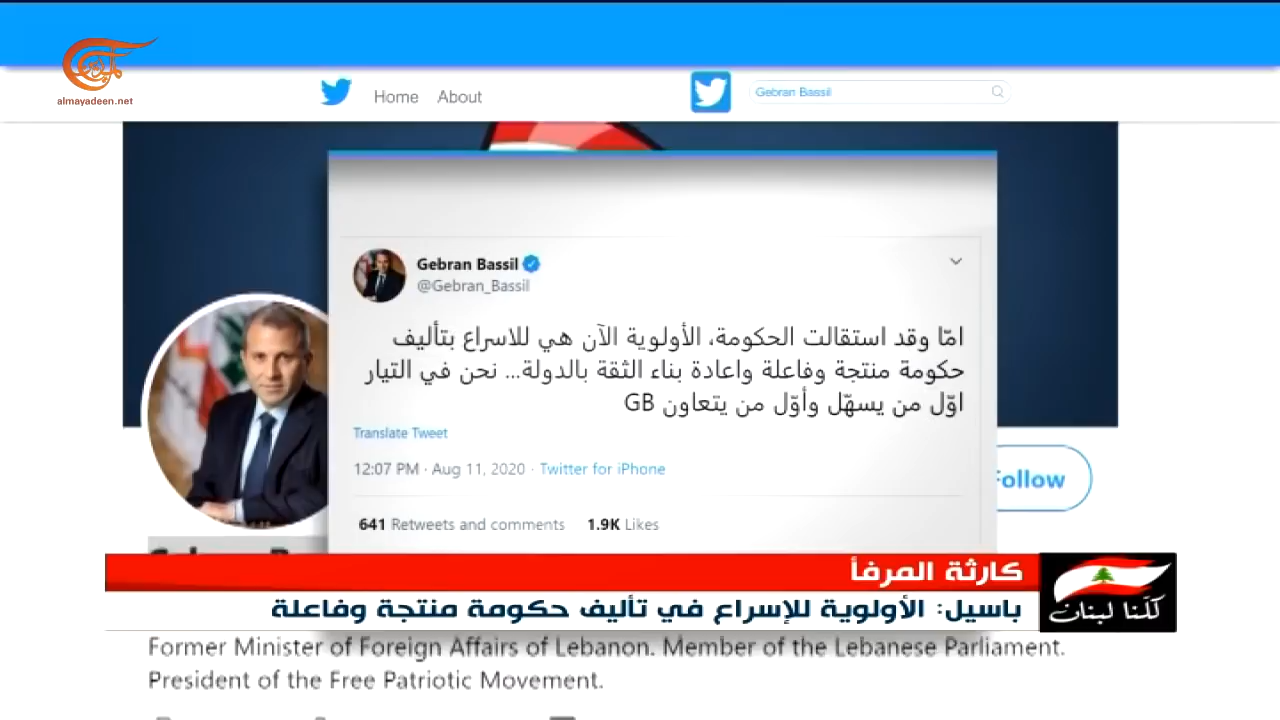 almayadeen.net
Home About
Gebran Bassil
Gebran Bassil
@Gebran_Bassil
امّا وقد استقالت الحكومة، الأولوية الآن هي للاسراع بتأليف
حكومة منتجة وفاعلة واعادة بناء الثقة بالدولة... نحن في التيار
اوّل من يسهّل وأوّل من يتعاون GB
Translate Tweet
12:07 PM · Aug 11, 2020 · Twitter for iPhone
Follow
641 Retweets and comments 1.9K Likes
كارثة المرفأ
باسيل: الأولوية للإسراع في تأليف حكومة منتجة وفاعلة
كلّنا لبنان
Former Minister of Foreign Affairs of Lebanon. Member of the Lebanese Parliament.
President of the Free Patriotic Movement.